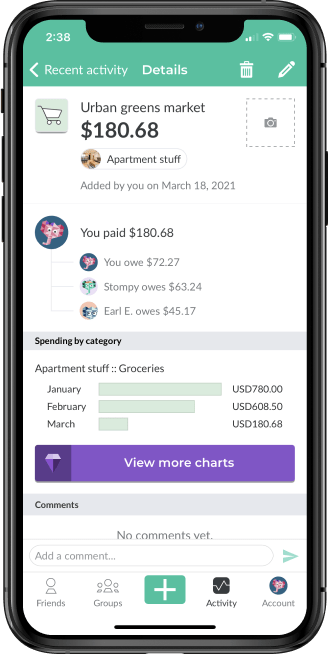 2:38
Recent activity Details
Urban greens market
$180.68
Apartment stuff
Added by you on March 18, 2021
You paid $180.68
You owe $72.27
Stompy owes $63.24
Earl E. owes $45.17
Spending by category
Apartment stuff :: Groceries
January USD780.00
February USD608.50
March USD180.68
View more charts
Comments
No comments yet.
Add a comment...
Friends Groups Activity Account